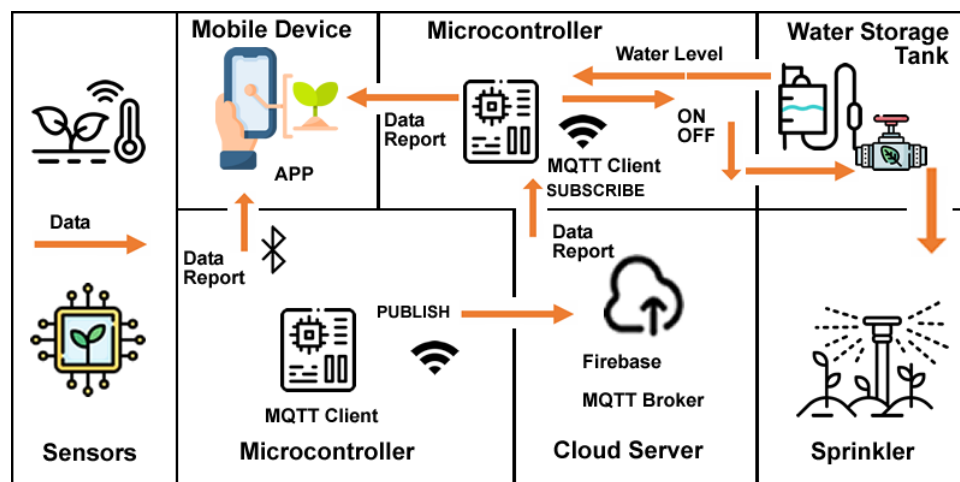 Mobile Device
Microcontroller
Water Storage
Tank
Water Level
Data
Report
ON
OFF
APP
MQTT Client
SUBSCRIBE
Data
Data
Report
Data
Report
PUBLISH
Firebase
MQTT Client
MQTT Broker
Sensors
Microcontroller
Cloud Server
Sprinkler